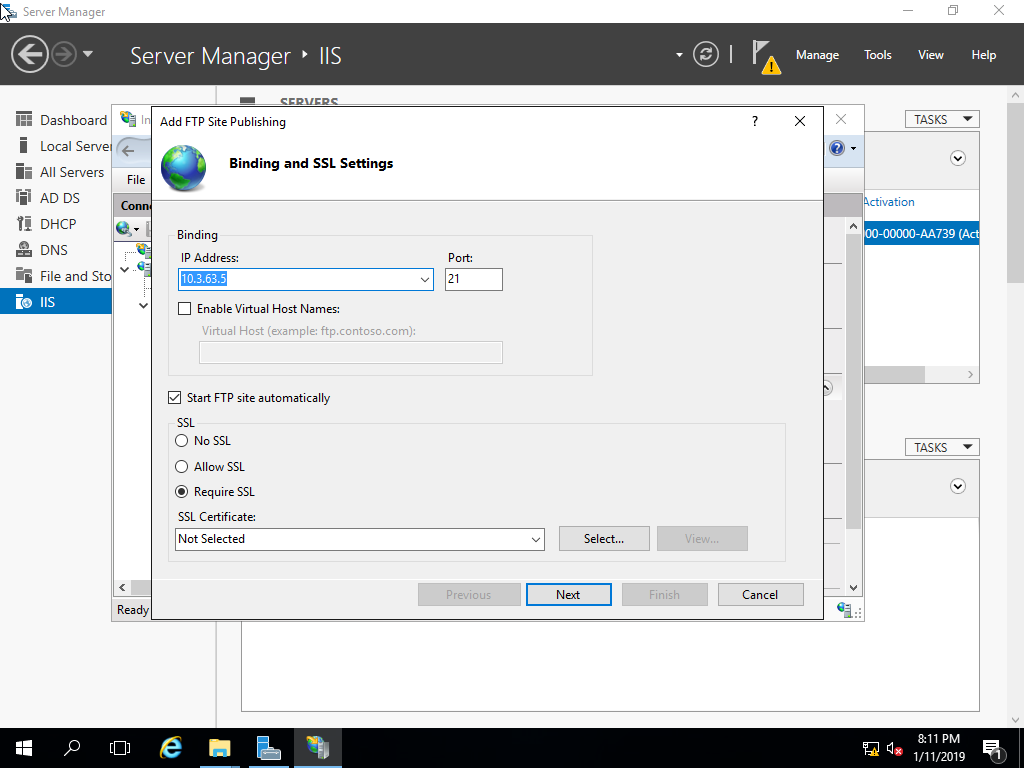 Server Manager
Server Manager ‣ IIS
Manage
Tools
View
Help
Dashboard
Local Server
All Servers
AD DS
DHCP
DNS
File and Sto
IIS
SERVERS
TASKS
Activation
00-00000-AA739 (Act
TASKS
In
File
Conne
Ready
Add FTP Site Publishing
?
Binding and SSL Settings
Binding
IP Address:
Port:
10.3.63.5
21
Enable Virtual Host Names:
Virtual Host (example: ftp.contoso.com):
Start FTP site automatically
SSL
No SSL
Allow SSL
Require SSL
SSL Certificate:
Not Selected
Select...
View...
Previous
Next
Finish
Cancel
8:11 PM
1/11/2019
1